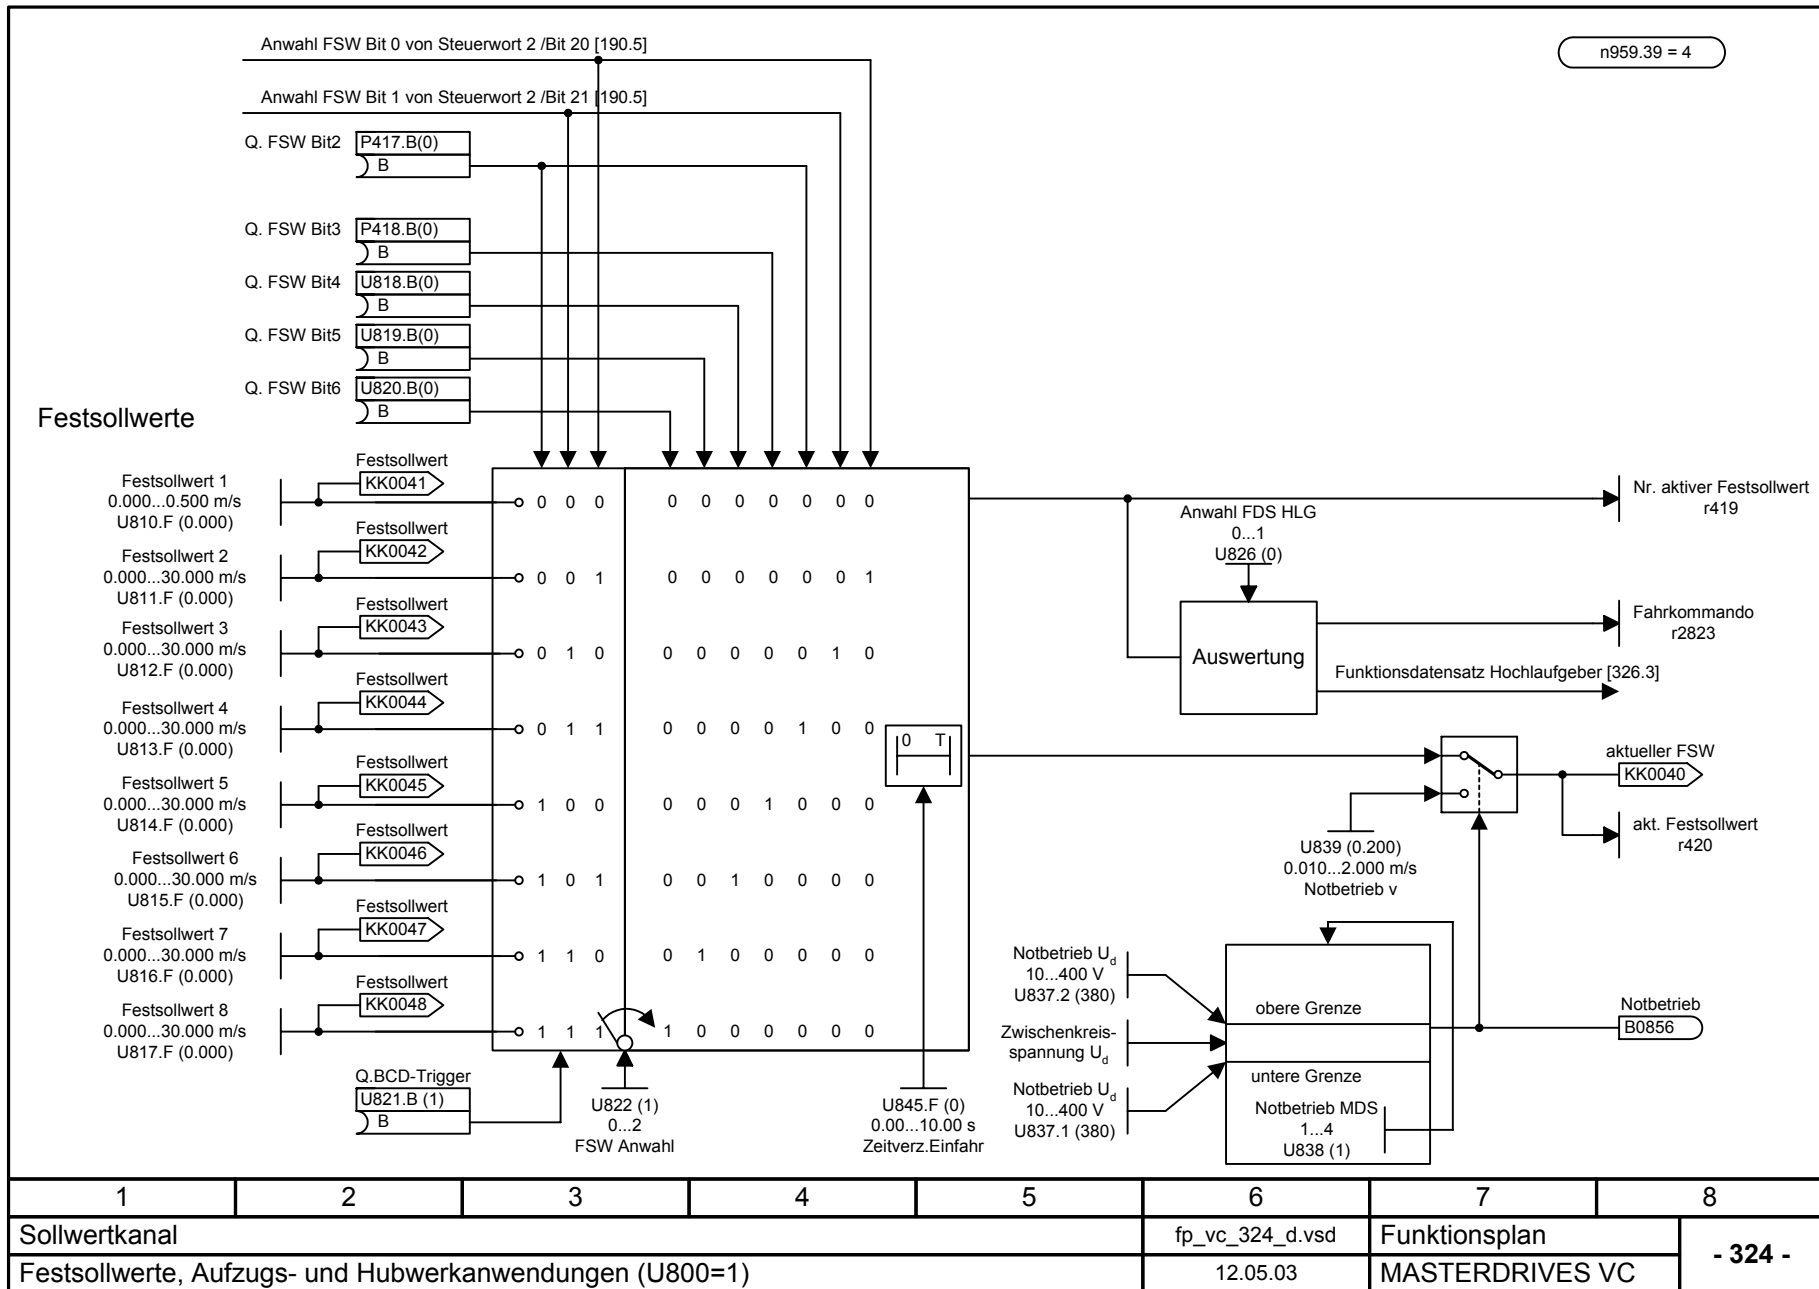 Anwahl FSW Bit 0 von Steuerwort 2 /Bit 20 [190.5]
n959.39 = 4
Anwahl FSW Bit 1 von Steuerwort 2 /Bit 21 [190.5]
Q. FSW Bit2
P417.B(0)
B
Q. FSW Bit3
P418.B(0)
B
Q. FSW Bit4
U818.B(0)
B
Q. FSW Bit5
U819.B(0)
B
Q. FSW Bit6
U820.B(0)
B
Festsollwerte
Festsollwert 1
0.000...0.500 m/s
U810.F (0.000)
Festsollwert
KK0041
0 0 0 0 0 0 0 0 0 0
Festsollwert 2
0.000...30.000 m/s
U811.F (0.000)
Festsollwert
KK0042
0 0 1 0 0 0 0 0 0 1
Festsollwert 3
0.000...30.000 m/s
U812.F (0.000)
Festsollwert
KK0043
0 1 0 0 0 0 0 0 1 0
Festsollwert 4
0.000...30.000 m/s
U813.F (0.000)
Festsollwert
KK0044
0 1 1 0 0 0 0 1 0 0
Festsollwert 5
0.000...30.000 m/s
U814.F (0.000)
Festsollwert
KK0045
1 0 0 0 0 0 1 0 0 0
Festsollwert 6
0.000...30.000 m/s
U815.F (0.000)
Festsollwert
KK0046
1 0 1 0 0 1 0 0 0 0
Festsollwert 7
0.000...30.000 m/s
U816.F (0.000)
Festsollwert
KK0047
1 1 0 0 1 0 0 0 0 0
Festsollwert 8
0.000...30.000 m/s
U817.F (0.000)
Festsollwert
KK0048
1 1 1 1 0 0 0 0 0 0
0 T
Q.BCD-Trigger
U821.B (1)
B
U822 (1)
0...2
FSW Anwahl
U845.F (0)
0.00...10.00 s
Zeitverz.Einfahr
Nr. aktiver Festsollwert
r419
Anwahl FDS HLG
0...1
U826 (0)
Auswertung
Fahrkommando
r2823
Funktionsdatensatz Hochlaufgeber [326.3]
aktueller FSW
KK0040
akt. Festsollwert
r420
U839 (0.200)
0.010...2.000 m/s
Notbetrieb v
Notbetrieb Ud
10...400 V
U837.2 (380)
obere Grenze
Zwischenkreis-
spannung Ud
untere Grenze
Notbetrieb Ud
10...400 V
U837.1 (380)
Notbetrieb MDS
1...4
U838 (1)
Notbetrieb
B0856
1 2 3 4 5 6 7 8
Sollwertkanal
fp_vc_324_d.vsd
Funktionsplan
- 324 -
Festsollwerte, Aufzugs- und Hubwerkanwendungen (U800=1)
12.05.03
MASTERDRIVES VC